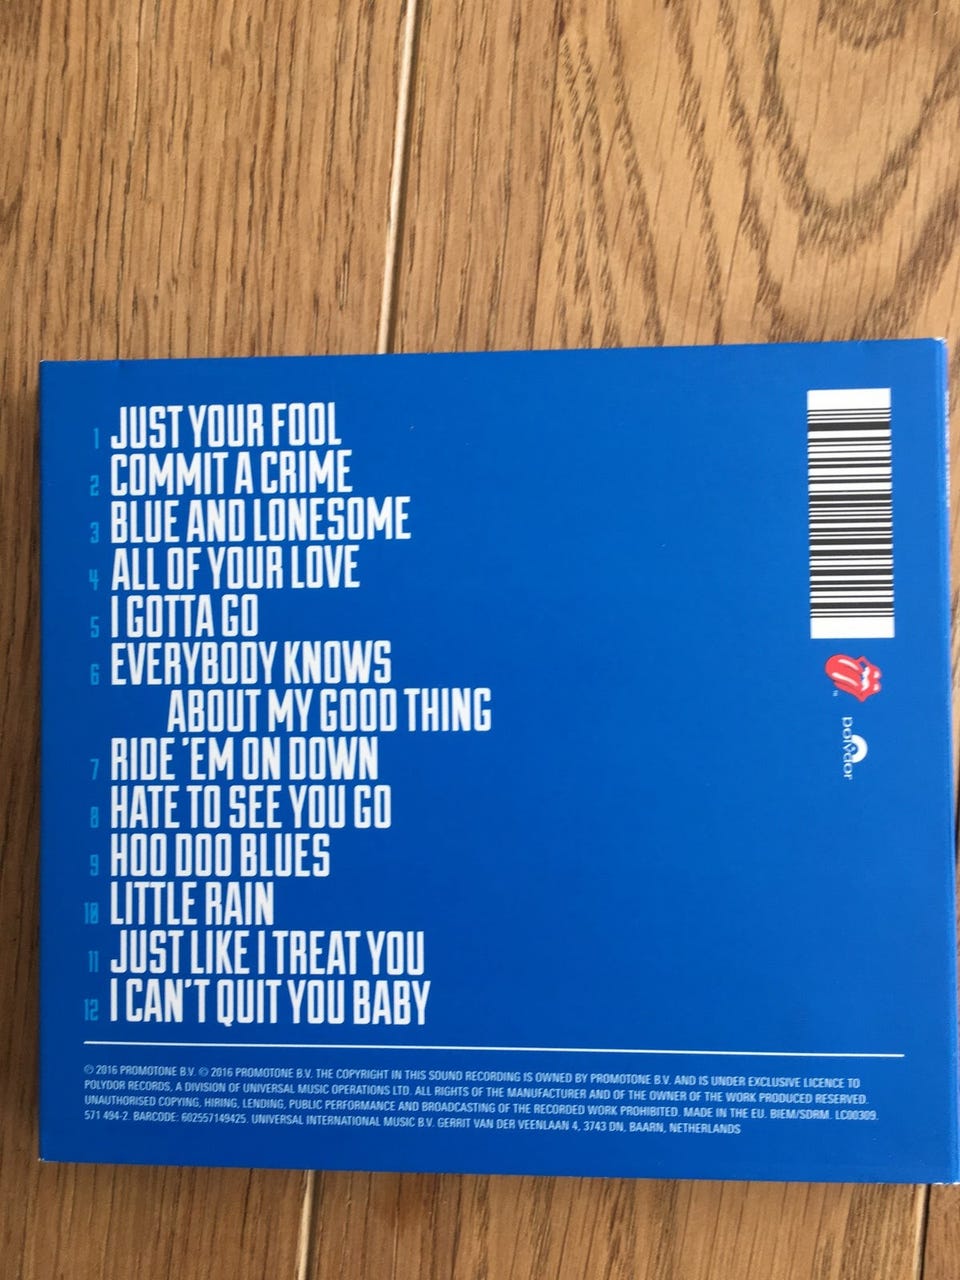 1 JUST YOUR FOOL
2 COMMIT A CRIME
3 BLUE AND LONESOME
4 ALL OF YOUR LOVE
5 I GOTTA GO
6 EVERYBODY KNOWS
ABOUT MY GOOD THING
7 RIDE 'EM ON DOWN
8 HATE TO SEE YOU GO
9 HOO DOO BLUES
10 LITTLE RAIN
11 JUST LIKE I TREAT YOU
12 I CAN'T QUIT YOU BABY
TM
polydor
℗ 2016 PROMOTONE B.V. © 2016 PROMOTONE B.V. THE COPYRIGHT IN THIS SOUND RECORDING IS OWNED BY PROMOTONE B.V. AND IS UNDER EXCLUSIVE LICENCE TO
POLYDOR RECORDS, A DIVISION OF UNIVERSAL MUSIC OPERATIONS LTD. ALL RIGHTS OF THE MANUFACTURER AND OF THE OWNER OF THE WORK PRODUCED RESERVED.
UNAUTHORISED COPYING, HIRING, LENDING, PUBLIC PERFORMANCE AND BROADCASTING OF THE RECORDED WORK PROHIBITED. MADE IN THE EU. BIEM/SDRM. LC00309.
571 494-2. BARCODE: 602557149425. UNIVERSAL INTERNATIONAL MUSIC B.V. GERRIT VAN DER VEENLAAN 4, 3743 DN, BAARN, NETHERLANDS